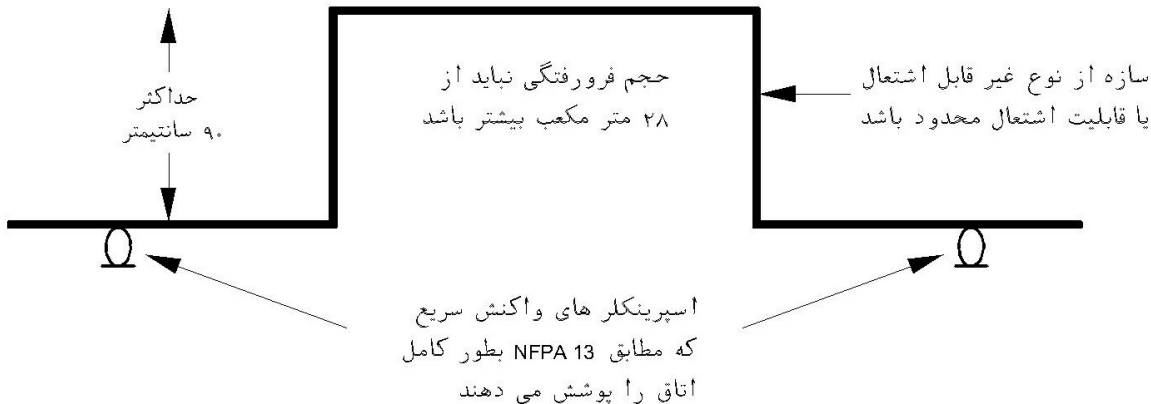 حجم فرورفتگی نباید از
۲۸ متر مکعب بیشتر باشد
سازه از نوع غیر قابل اشتعال
یا قابلیت اشتعال محدود باشد
حداکثر
۹۰ سانتیمتر
اسپرینکلر های واکنش سریع
که مطابق NFPA 13 بطور کامل
اتاق را پوشش می دهند